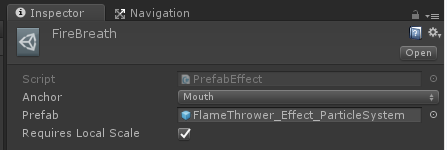 Inspector Navigation
FireBreath
Open
Script PrefabEffect
Anchor Mouth
Prefab FlameThrower_Effect_ParticleSystem
Requires Local Scale